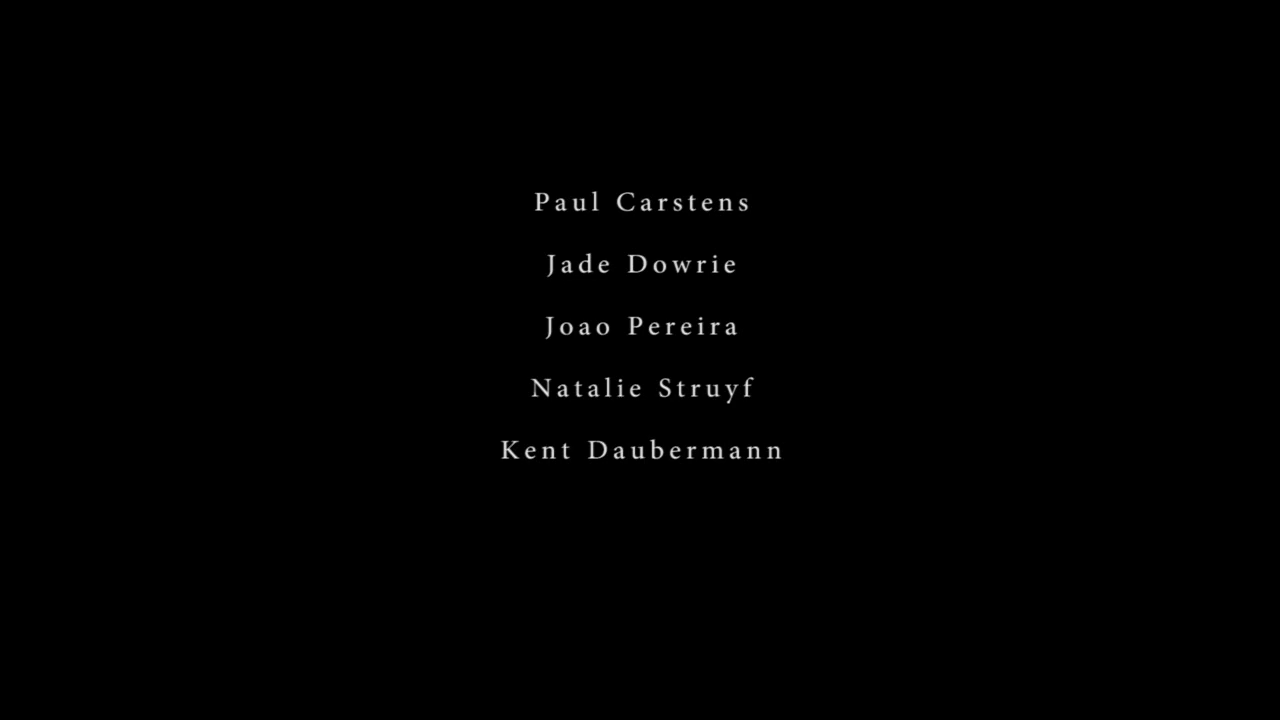 Paul Carstens
Jade Dowrie
Joao Pereira
Natalie Struyf
Kent Daubermann